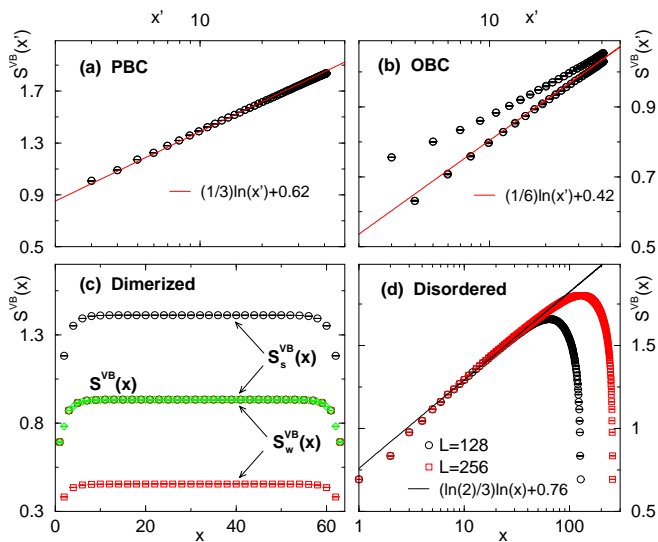 x' 10
x' 10
S^VB(x')
1.7
1.3
0.9
0.5
(a) PBC
(1/3)ln(x')+0.62
(b) OBC
(1/6)ln(x')+0.42
0.9
0.7
0.5
S^VB(x')
S^VB(x)
1.3
0.8
0.3
(c) Dimerized
S_s^VB(x)
S^VB(x)
S_w^VB(x)
0 20 40 60
x
(d) Disordered
L=128
L=256
(ln(2)/3)ln(x)+0.76
1.5
1
0.5
S^VB(x)
1 10 100
x